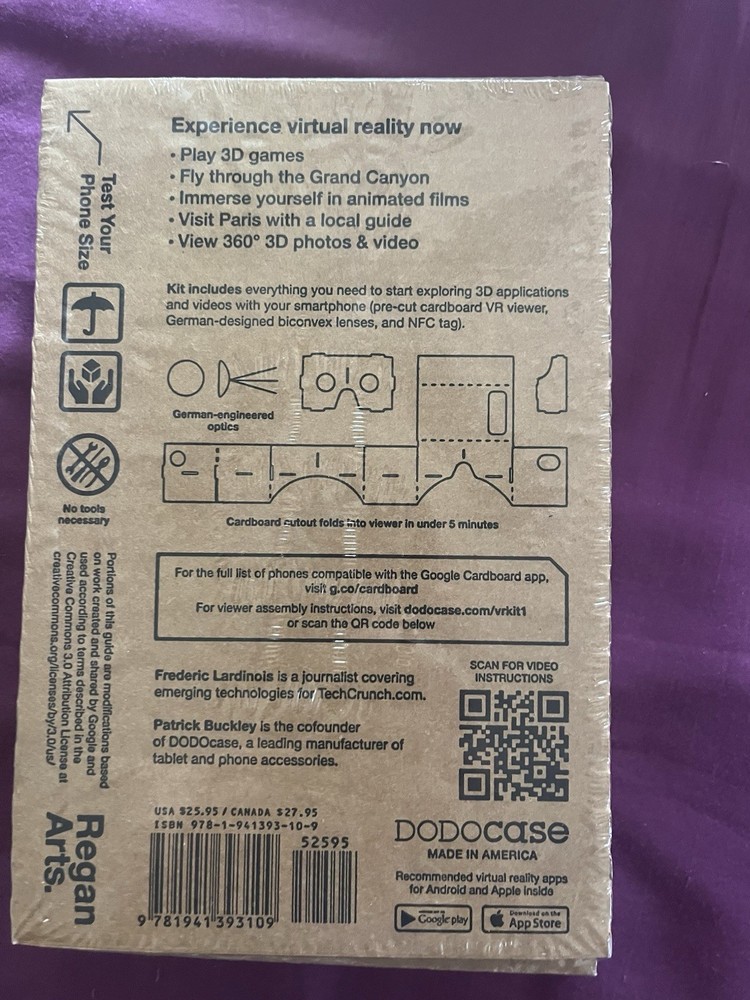 Experience virtual reality now
• Play 3D games
• Fly through the Grand Canyon
• Immerse yourself in animated films
• Visit Paris with a local guide
• View 360° 3D photos & video
Test Your
Phone Size
Kit includes everything you need to start exploring 3D applications
and videos with your smartphone (pre-cut cardboard VR viewer,
German-designed biconvex lenses, and NFC tag).
German-engineered
optics
No tools
necessary
Cardboard cutout folds into viewer in under 5 minutes
For the full list of phones compatible with the Google Cardboard app,
visit g.co/cardboard
For viewer assembly instructions, visit dodocase.com/vrkit1
or scan the QR code below
Portions of this guide are modifications based
on work created and shared by Google and
used according to terms described in the
Creative Commons 3.0 Attribution License at
creativecommons.org/licenses/by/3.0/us/
Frederic Lardinois is a journalist covering
emerging technologies for TechCrunch.com.
Patrick Buckley is the cofounder
of DODOcase, a leading manufacturer of
tablet and phone accessories.
SCAN FOR VIDEO
INSTRUCTIONS
Regan
Arts.
USA $25.95 / CANADA $27.95
ISBN 978-1-941393-10-9
52595
9 781941 393109
DODOcase
MADE IN AMERICA
Recommended virtual reality apps
for Android and Apple inside
Google play
Download on the
App Store